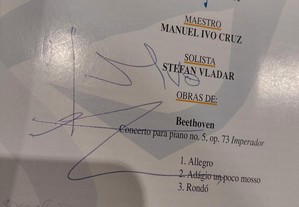 MAESTRO
MANUEL IVO CRUZ
SOLISTA
STEFAN VLADAR
OBRAS DE:
Beethoven
Concerto para piano no. 5, op. 73 Imperador
1. Allegro
2. Adágio un poco mosso
3. Rondó